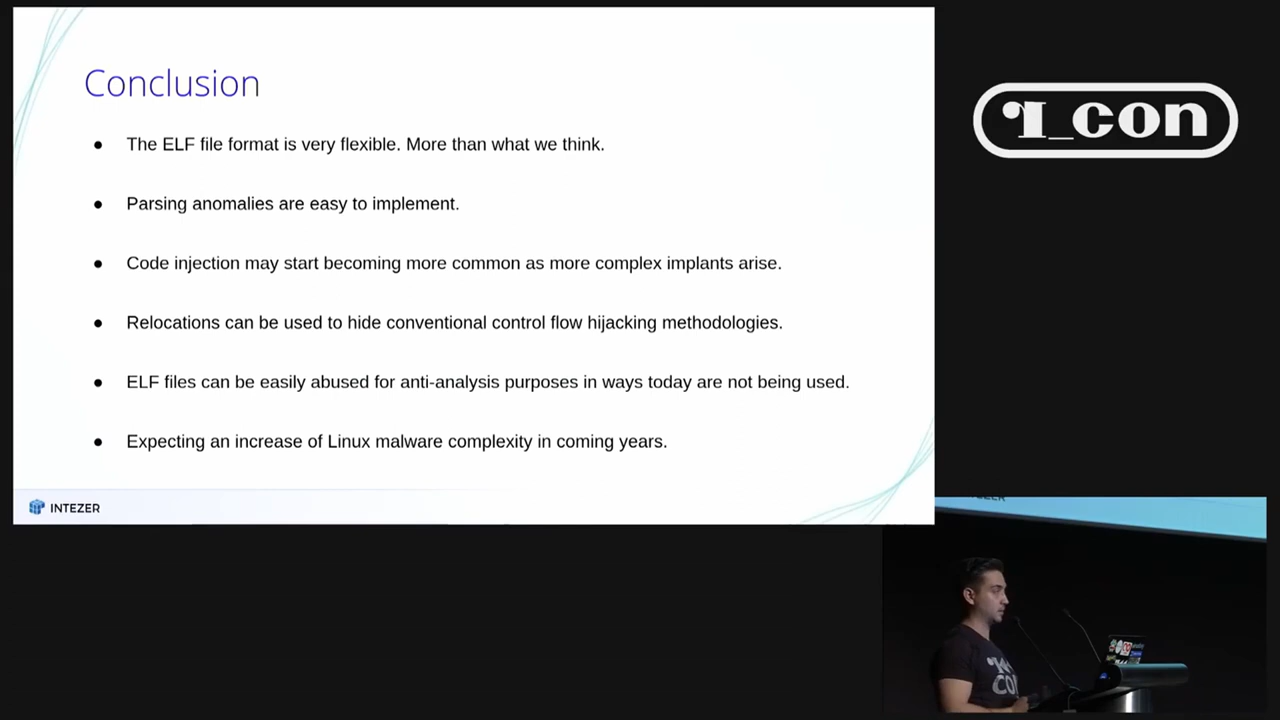 Conclusion
● The ELF file format is very flexible. More than what we think.
● Parsing anomalies are easy to implement.
● Code injection may start becoming more common as more complex implants arise.
● Relocations can be used to hide conventional control flow hijacking methodologies.
● ELF files can be easily abused for anti-analysis purposes in ways today are not being used.
● Expecting an increase of Linux malware complexity in coming years.
INTEZER
r2_con